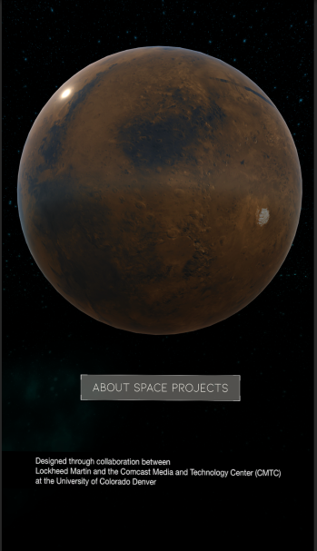 ABOUT SPACE PROJECTS
Designed through collaboration between
Lockheed Martin and the Comcast Media and Technology Center (CMTC)
at the University of Colorado Denver